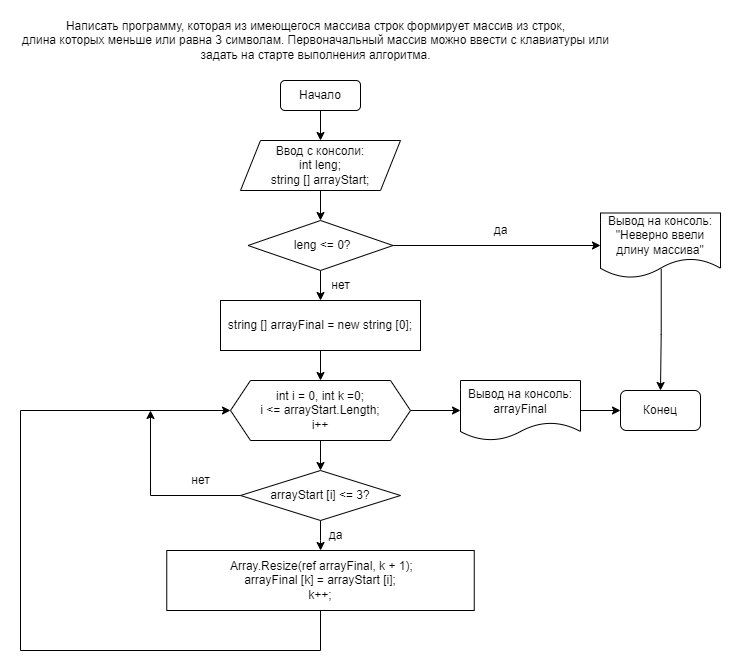 Написать программу, которая из имеющегося массива строк формирует массив из строк,
длина которых меньше или равна 3 символам. Первоначальный массив можно ввести с клавиатуры или
задать на старте выполнения алгоритма.
Начало
Ввод с консоли:
int leng;
string [] arrayStart;
leng <= 0?
да
Вывод на консоль:
"Неверно ввели
длину массива"
нет
string [] arrayFinal = new string [0];
int i = 0, int k =0;
i <= arrayStart.Length;
i++
Вывод на консоль:
arrayFinal
Конец
нет
arrayStart [i] <= 3?
да
Array.Resize(ref arrayFinal, k + 1);
arrayFinal [k] = arrayStart [i];
k++;